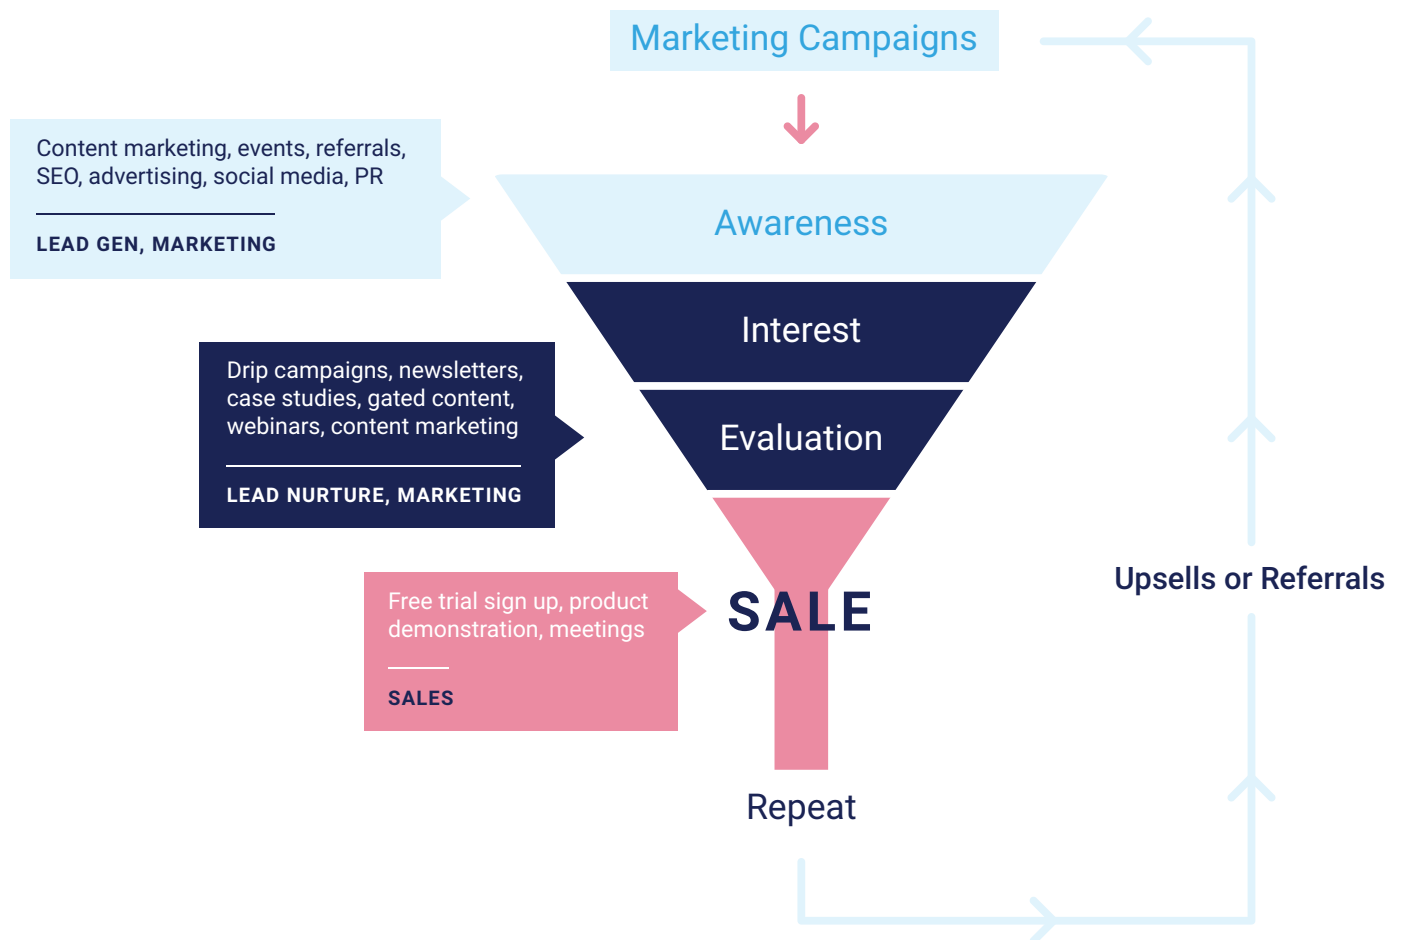 Marketing Campaigns
Content marketing, events, referrals,
SEO, advertising, social media, PR
LEAD GEN, MARKETING
Awareness
Interest
Drip campaigns, newsletters,
case studies, gated content,
webinars, content marketing
LEAD NURTURE, MARKETING
Evaluation
Free trial sign up, product
demonstration, meetings
SALES
SALE
Upsells or Referrals
Repeat